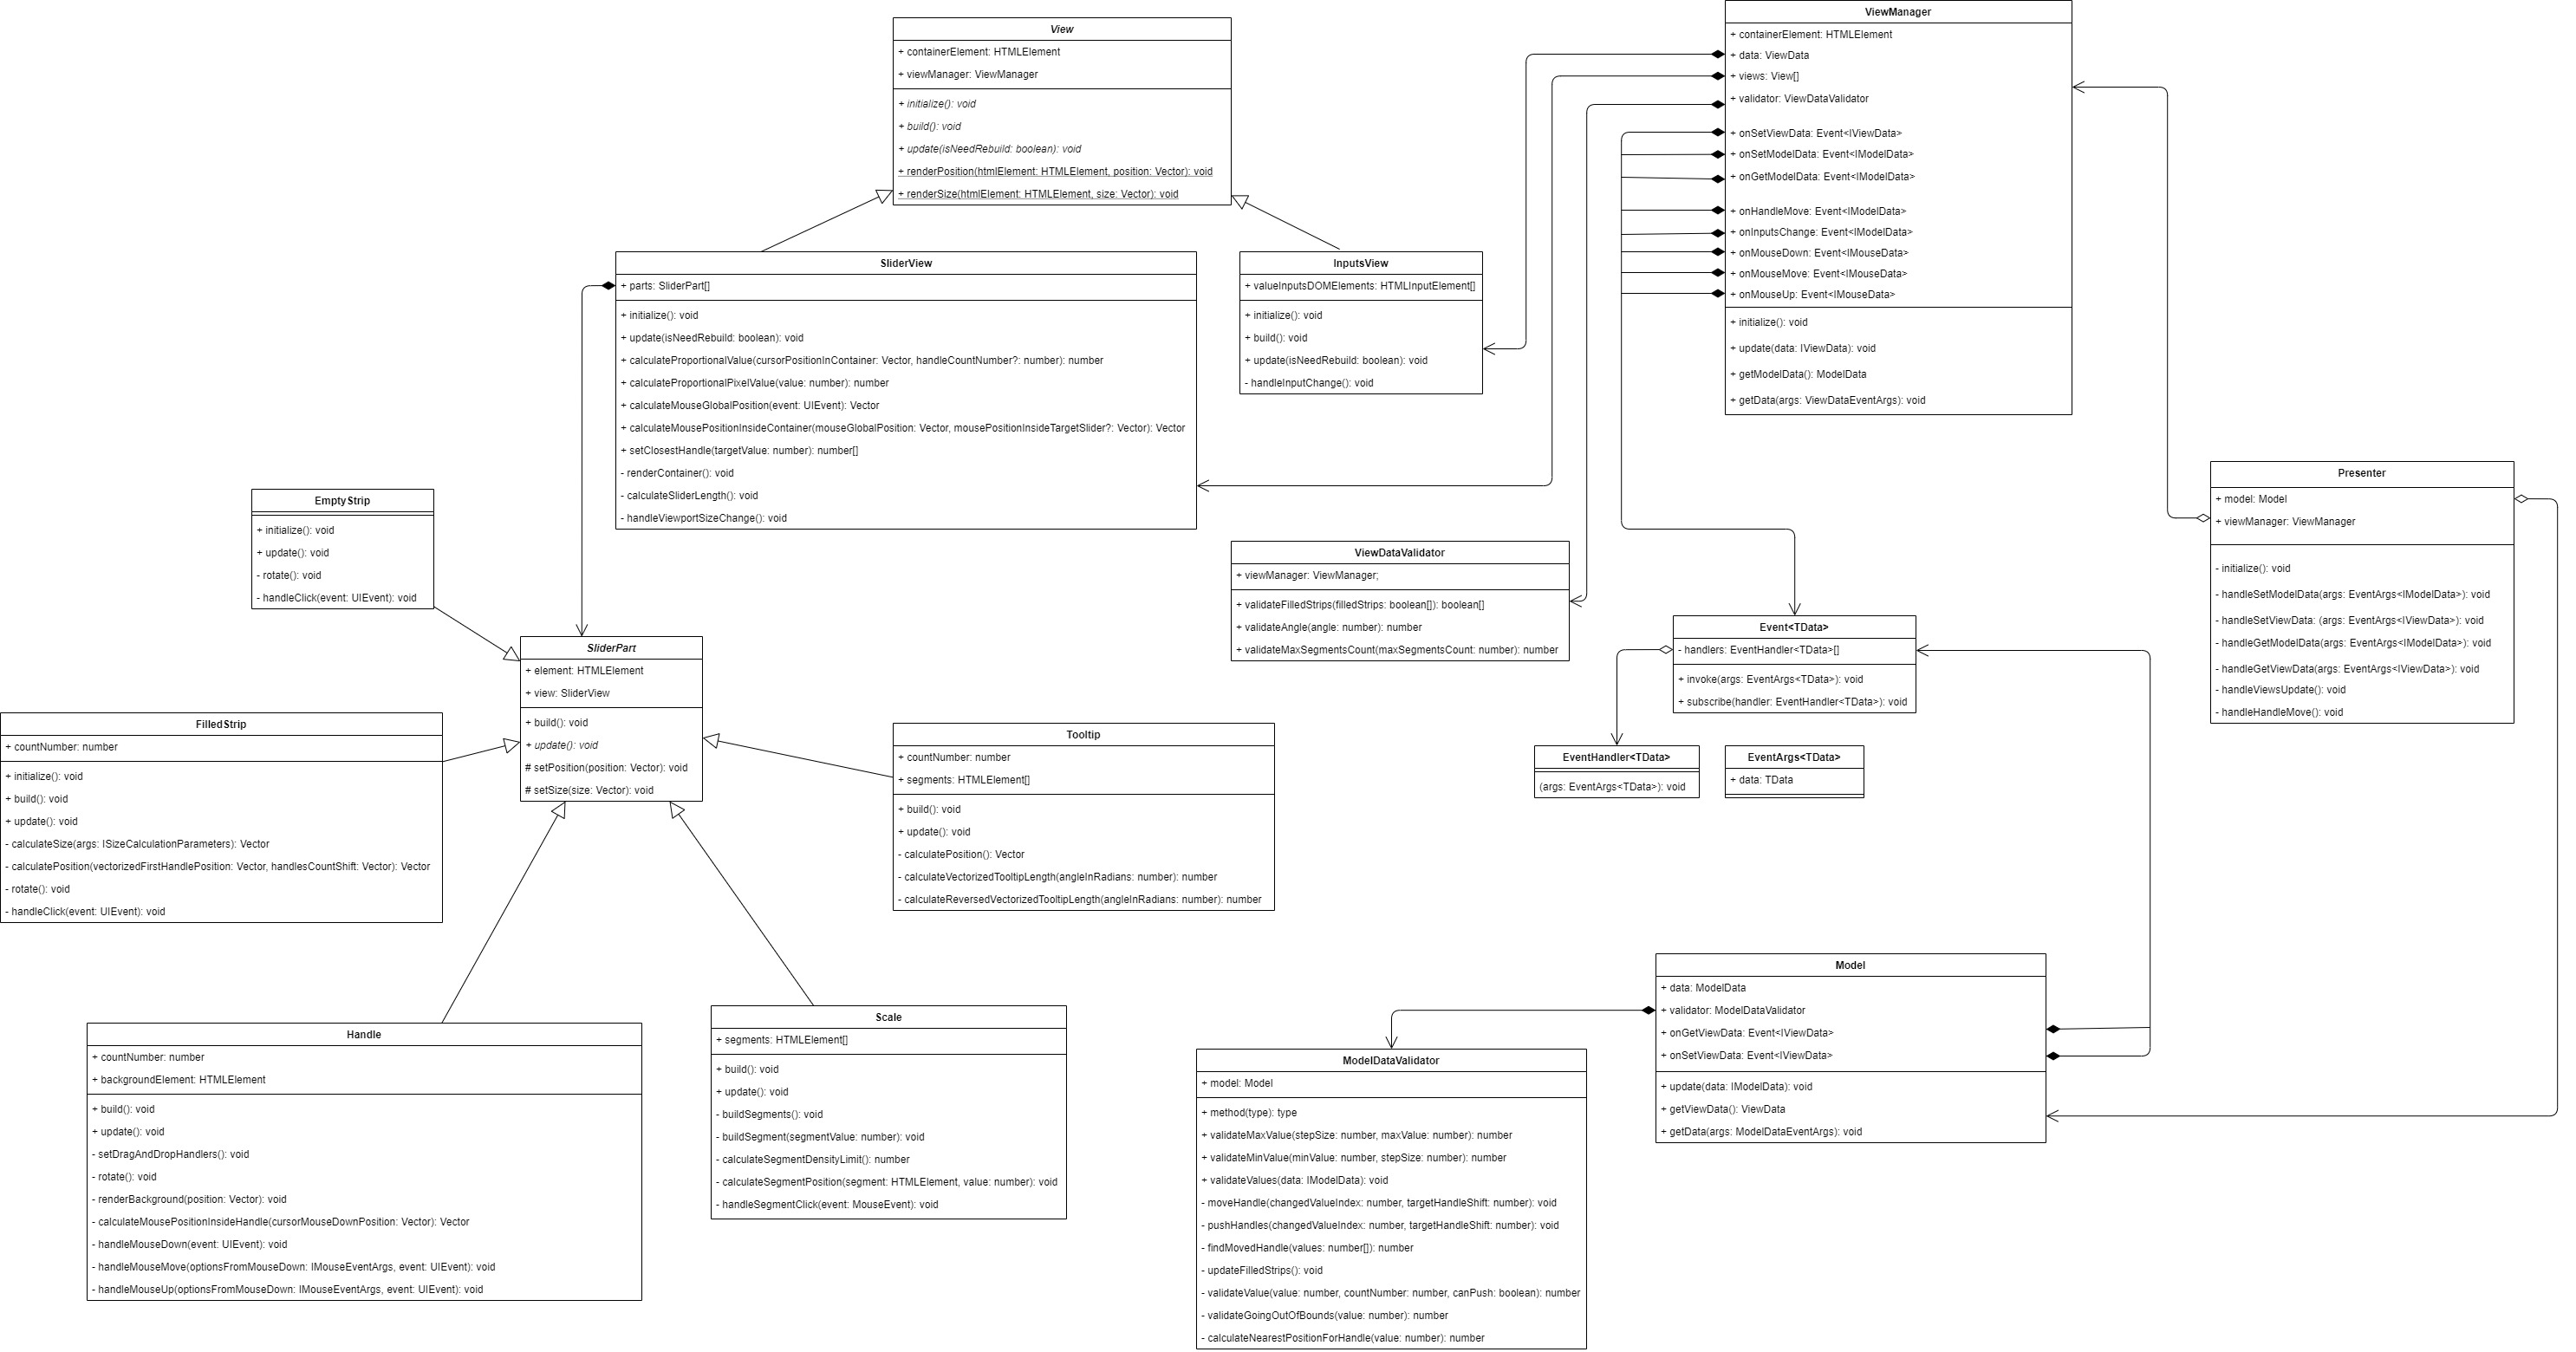 View
+ containerElement: HTMLElement
+ viewManager: ViewManager
+ initialize(): void
+ build(): void
+ update(isNeedRebuild: boolean): void
+ renderPosition(htmlElement: HTMLElement, position: Vector): void
+ renderSize(htmlElement: HTMLElement, size: Vector): void
ViewManager
+ containerElement: HTMLElement
+ data: ViewData
+ views: View[]
+ validator: ViewDataValidator
+ onSetViewData: Event<IViewData>
+ onSetModelData: Event<IModelData>
+ onGetModelData: Event<IModelData>
+ onHandleMove: Event<IModelData>
+ onInputsChange: Event<IModelData>
+ onMouseDown: Event<IMouseData>
+ onMouseMove: Event<IMouseData>
+ onMouseUp: Event<IMouseData>
+ initialize(): void
+ update(data: IViewData): void
+ getModelData(): ModelData
+ getData(args: ViewDataEventArgs): void
SliderView
+ parts: SliderPart[]
+ initialize(): void
+ update(isNeedRebuild: boolean): void
+ calculateProportionalValue(cursorPositionInContainer: Vector, handleCountNumber?: number): number
+ calculateProportionalPixelValue(value: number): number
+ calculateMouseGlobalPosition(event: UIEvent): Vector
+ calculateMousePositionInsideContainer(mouseGlobalPosition: Vector, mousePositionInsideTargetSlider?: Vector): Vector
+ setClosestHandle(targetValue: number): number[]
- renderContainer(): void
- calculateSliderLength(): void
- handleViewportSizeChange(): void
InputsView
+ valueInputsDOMElements: HTMLInputElement[]
+ initialize(): void
+ build(): void
+ update(isNeedRebuild: boolean): void
- handleInputChange(): void
Presenter
+ model: Model
+ viewManager: ViewManager
- initialize(): void
- handleSetModelData(args: EventArgs<IModelData>): void
- handleSetViewData: (args: EventArgs<IViewData>): void
- handleGetModelData(args: EventArgs<IModelData>): void
- handleGetViewData(args: EventArgs<IViewData>): void
- handleViewsUpdate(): void
- handleHandleMove(): void
EmptyStrip
+ initialize(): void
+ update(): void
- rotate(): void
- handleClick(event: UIEvent): void
ViewDataValidator
+ viewManager: ViewManager;
+ validateFilledStrips(filledStrips: boolean[]): boolean[]
+ validateAngle(angle: number): number
+ validateMaxSegmentsCount(maxSegmentsCount: number): number
Event<TData>
- handlers: EventHandler<TData>[]
+ invoke(args: EventArgs<TData>): void
+ subscribe(handler: EventHandler<TData>): void
SliderPart
+ element: HTMLElement
+ view: SliderView
+ build(): void
+ update(): void
# setPosition(position: Vector): void
# setSize(size: Vector): void
FilledStrip
+ countNumber: number
+ initialize(): void
+ build(): void
+ update(): void
- calculateSize(args: ISizeCalculationParameters): Vector
- calculatePosition(vectorizedFirstHandlePosition: Vector, handlesCountShift: Vector): Vector
- rotate(): void
- handleClick(event: UIEvent): void
Tooltip
+ countNumber: number
+ segments: HTMLElement[]
+ build(): void
+ update(): void
- calculatePosition(): Vector
- calculateVectorizedTooltipLength(angleInRadians: number): number
- calculateReversedVectorizedTooltipLength(angleInRadians: number): number
EventHandler<TData>
(args: EventArgs<TData>): void
EventArgs<TData>
+ data: TData
Model
+ data: ModelData
+ validator: ModelDataValidator
+ onGetViewData: Event<IViewData>
+ onSetViewData: Event<IViewData>
+ update(data: IModelData): void
+ getViewData(): ViewData
+ getData(args: ModelDataEventArgs): void
Handle
+ countNumber: number
+ backgroundElement: HTMLElement
+ build(): void
+ update(): void
- setDragAndDropHandlers(): void
- rotate(): void
- renderBackground(position: Vector): void
- calculateMousePositionInsideHandle(cursorMouseDownPosition: Vector): Vector
- handleMouseDown(event: UIEvent): void
- handleMouseMove(optionsFromMouseDown: IMouseEventArgs, event: UIEvent): void
- handleMouseUp(optionsFromMouseDown: IMouseEventArgs, event: UIEvent): void
Scale
+ segments: HTMLElement[]
+ build(): void
+ update(): void
- buildSegments(): void
- buildSegment(segmentValue: number): void
- calculateSegmentDensityLimit(): number
- calculateSegmentPosition(segment: HTMLElement, value: number): void
- handleSegmentClick(event: MouseEvent): void
ModelDataValidator
+ model: Model
+ method(type): type
+ validateMaxValue(stepSize: number, maxValue: number): number
+ validateMinValue(minValue: number, stepSize: number): number
+ validateValues(data: IModelData): void
- moveHandle(changedValueIndex: number, targetHandleShift: number): void
- pushHandles(changedValueIndex: number, targetHandleShift: number): void
- findMovedHandle(values: number[]): number
- updateFilledStrips(): void
- validateValue(value: number, countNumber: number, canPush: boolean): number
- validateGoingOutOfBounds(value: number): number
- calculateNearestPositionForHandle(value: number): number